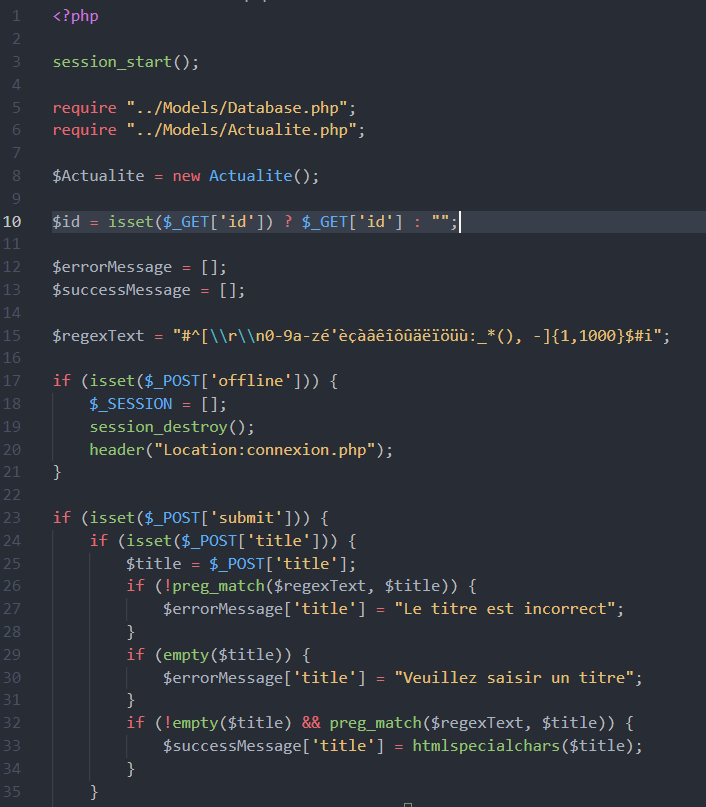 1 <?php
2
3 session_start();
4
5 require "../Models/Database.php";
6 require "../Models/Actualite.php";
7
8 $Actualite = new Actualite();
9
10 $id = isset($_GET['id']) ? $_GET['id'] : "";
11
12 $errorMessage = [];
13 $successMessage = [];
14
15 $regexText = "#^[\\r\\n0-9a-zé'èçàâêîôûäëïöüù:_*(), -]{1,1000}$#i";
16
17 if (isset($_POST['offline'])) {
18     $_SESSION = [];
19     session_destroy();
20     header("Location:connexion.php");
21 }
22
23 if (isset($_POST['submit'])) {
24     if (isset($_POST['title'])) {
25         $title = $_POST['title'];
26         if (!preg_match($regexText, $title)) {
27             $errorMessage['title'] = "Le titre est incorrect";
28         }
29         if (empty($title)) {
30             $errorMessage['title'] = "Veuillez saisir un titre";
31         }
32         if (!empty($title) && preg_match($regexText, $title)) {
33             $successMessage['title'] = htmlspecialchars($title);
34         }
35     }